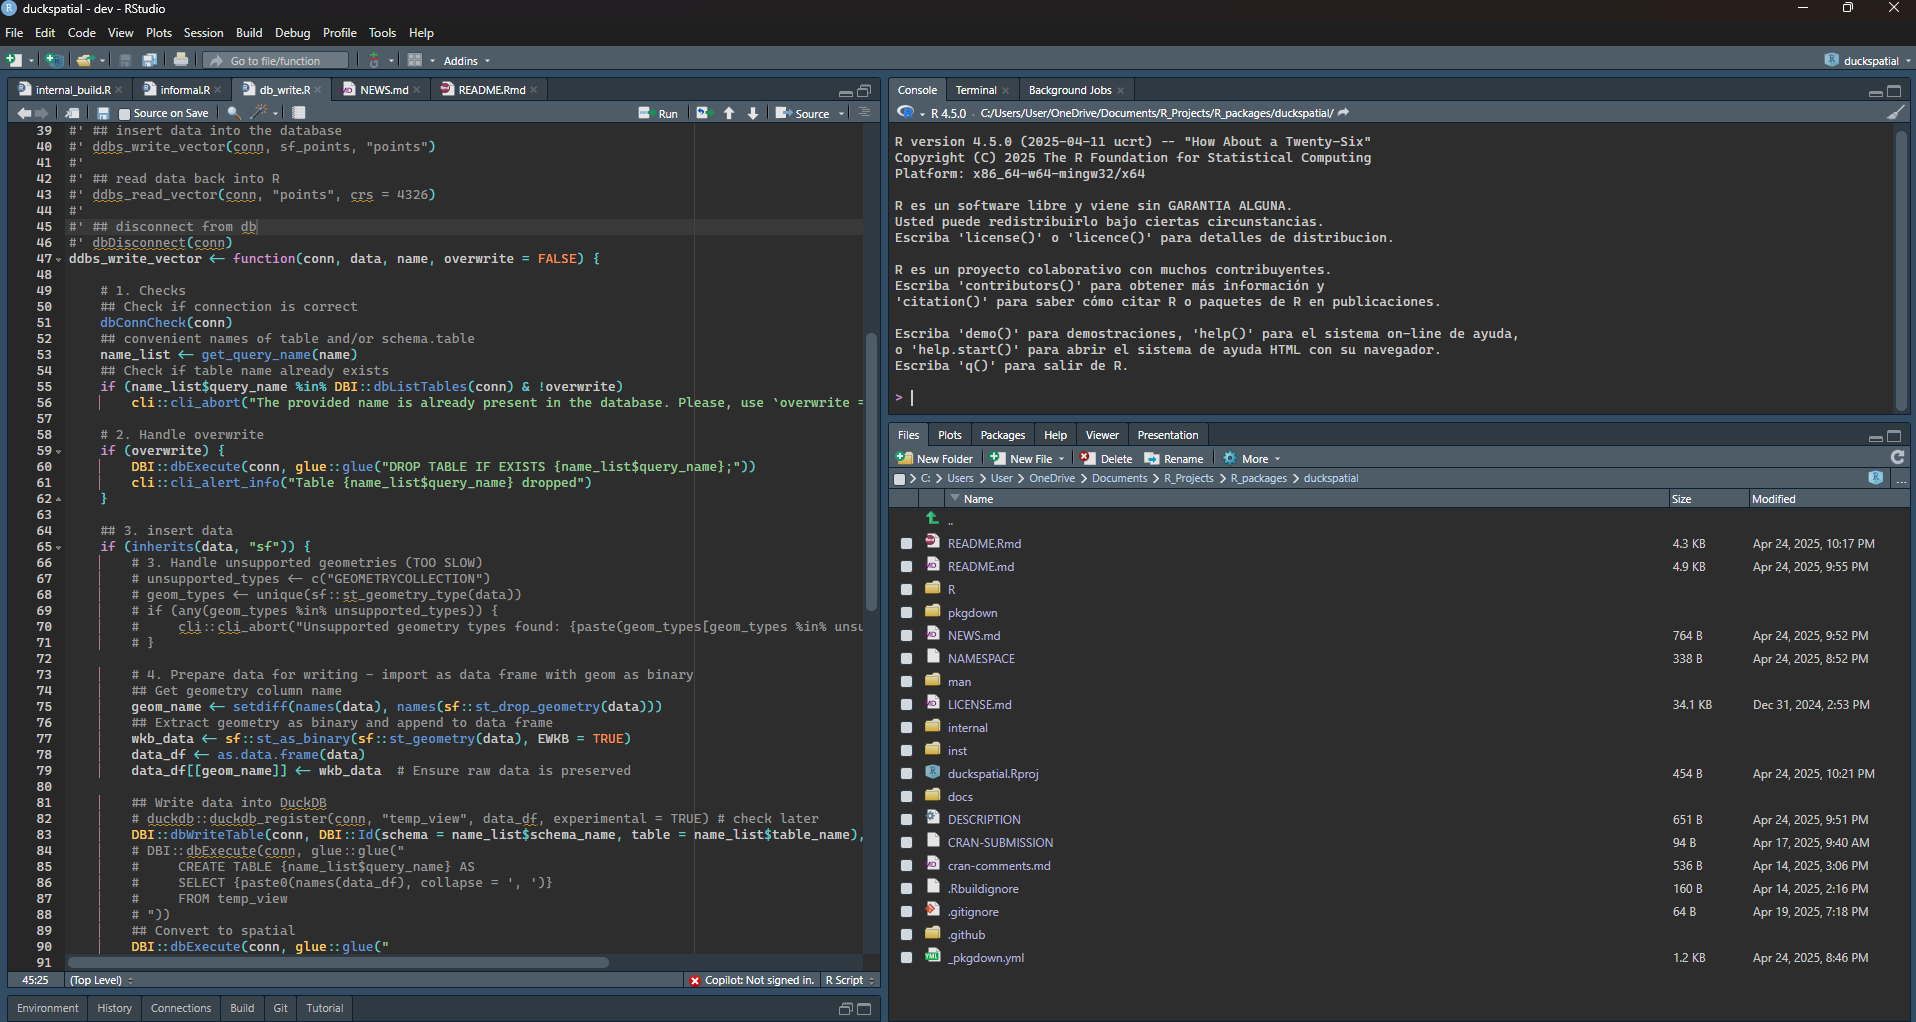 duckspatial - dev - RStudio
File Edit Code View Plots Session Build Debug Profile Tools Help
Go to file/function Addins duckspatial
internal_build.R informal.R db_write.R NEWS.md README.Rmd
Source on Save Run Source
39 #' ## insert data into the database
40 #' ddbs_write_vector(conn, sf_points, "points")
41 #'
42 #' ## read data back into R
43 #' ddbs_read_vector(conn, "points", crs = 4326)
44 #'
45 #' ## disconnect from db
46 #' dbDisconnect(conn)
47 ddbs_write_vector <- function(conn, data, name, overwrite = FALSE) {
48
49 # 1. Checks
50 ## Check if connection is correct
51 dbConnCheck(conn)
52 ## convenient names of table and/or schema.table
53 name_list <- get_query_name(name)
54 ## Check if table name already exists
55 if (name_list$query_name %in% DBI::dbListTables(conn) & !overwrite)
56 cli::cli_abort("The provided name is already present in the database. Please, use `overwrite =
57
58 # 2. Handle overwrite
59 if (overwrite) {
60 DBI::dbExecute(conn, glue::glue("DROP TABLE IF EXISTS {name_list$query_name};"))
61 cli::cli_alert_info("Table {name_list$query_name} dropped")
62 }
63
64 ## 3. insert data
65 if (inherits(data, "sf")) {
66 # 3. Handle unsupported geometries (TOO SLOW)
67 # unsupported_types <- c("GEOMETRYCOLLECTION")
68 # geom_types <- unique(sf::st_geometry_type(data))
69 # if (any(geom_types %in% unsupported_types)) {
70 #     cli::cli_abort("Unsupported geometry types found: {paste(geom_types[geom_types %in% unsu
71 # }
72
73 # 4. Prepare data for writing - import as data frame with geom as binary
74 ## Get geometry column name
75 geom_name <- setdiff(names(data), names(sf::st_drop_geometry(data)))
76 ## Extract geometry as binary and append to data frame
77 wkb_data <- sf::st_as_binary(sf::st_geometry(data), EWKB = TRUE)
78 data_df <- as.data.frame(data)
79 data_df[[geom_name]] <- wkb_data  # Ensure raw data is preserved
80
81 ## Write data into DuckDB
82 # duckdb::duckdb_register(conn, "temp_view", data_df, experimental = TRUE) # check later
83 DBI::dbWriteTable(conn, DBI::Id(schema = name_list$schema_name, table = name_list$table_name),
84 # DBI::dbExecute(conn, glue::glue("
85 #     CREATE TABLE {name_list$query_name} AS
86 #     SELECT {paste0(names(data_df), collapse = ', ')}
87 #     FROM temp_view
88 # "))
89 ## Convert to spatial
90 DBI::dbExecute(conn, glue::glue("
91
45:25 (Top Level) Copilot: Not signed in. R Script
Environment History Connections Build Git Tutorial
Console Terminal Background Jobs
R 4.5.0 · C:/Users/User/OneDrive/Documents/R_Projects/R_packages/duckspatial/
R version 4.5.0 (2025-04-11 ucrt) -- "How About a Twenty-Six"
Copyright (C) 2025 The R Foundation for Statistical Computing
Platform: x86_64-w64-mingw32/x64
R es un software libre y viene sin GARANTIA ALGUNA.
Usted puede redistribuirlo bajo ciertas circunstancias.
Escriba 'license()' o 'licence()' para detalles de distribucion.
R es un proyecto colaborativo con muchos contribuyentes.
Escriba 'contributors()' para obtener más información y
'citation()' para saber cómo citar R o paquetes de R en publicaciones.
Escriba 'demo()' para demostraciones, 'help()' para el sistema on-line de ayuda,
o 'help.start()' para abrir el sistema de ayuda HTML con su navegador.
Escriba 'q()' para salir de R.
>
Files Plots Packages Help Viewer Presentation
New Folder New File Delete Rename More
C: > Users > User > OneDrive > Documents > R_Projects > R_packages > duckspatial ...
Name Size Modified
..
README.Rmd 4.3 KB Apr 24, 2025, 10:17 PM
README.md 4.9 KB Apr 24, 2025, 9:55 PM
R
pkgdown
NEWS.md 764 B Apr 24, 2025, 9:52 PM
NAMESPACE 338 B Apr 24, 2025, 8:52 PM
man
LICENSE.md 34.1 KB Dec 31, 2024, 2:53 PM
internal
inst
duckspatial.Rproj 454 B Apr 24, 2025, 10:21 PM
docs
DESCRIPTION 651 B Apr 24, 2025, 9:51 PM
CRAN-SUBMISSION 94 B Apr 17, 2025, 9:40 AM
cran-comments.md 536 B Apr 14, 2025, 3:06 PM
.Rbuildignore 160 B Apr 14, 2025, 2:16 PM
.gitignore 64 B Apr 19, 2025, 7:18 PM
.github
_pkgdown.yml 1.2 KB Apr 24, 2025, 8:46 PM